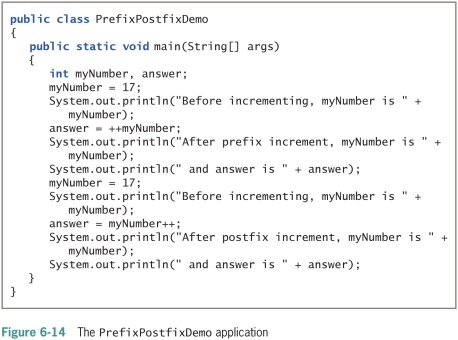 public class PrefixPostfixDemo
{
public static void main(String[] args)
{
int myNumber, answer;
myNumber = 17;
System.out.println("Before incrementing, myNumber is " +
myNumber);
answer = ++myNumber;
System.out.println("After prefix increment, myNumber is " +
myNumber);
System.out.println(" and answer is " + answer);
myNumber = 17;
System.out.println("Before incrementing, myNumber is " +
myNumber);
answer = myNumber++;
System.out.println("After postfix increment, myNumber is " +
myNumber);
System.out.println(" and answer is " + answer);
}
}
Figure 6-14 The PrefixPostfixDemo application